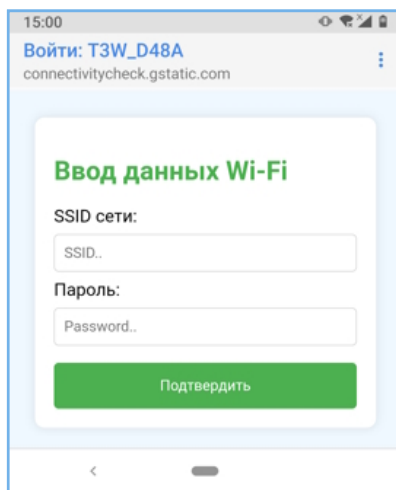 15:00
Войти: T3W_D48A
connectivitycheck.gstatic.com
Ввод данных Wi-Fi
SSID сети:
SSID..
Пароль:
Password..
Подтвердить